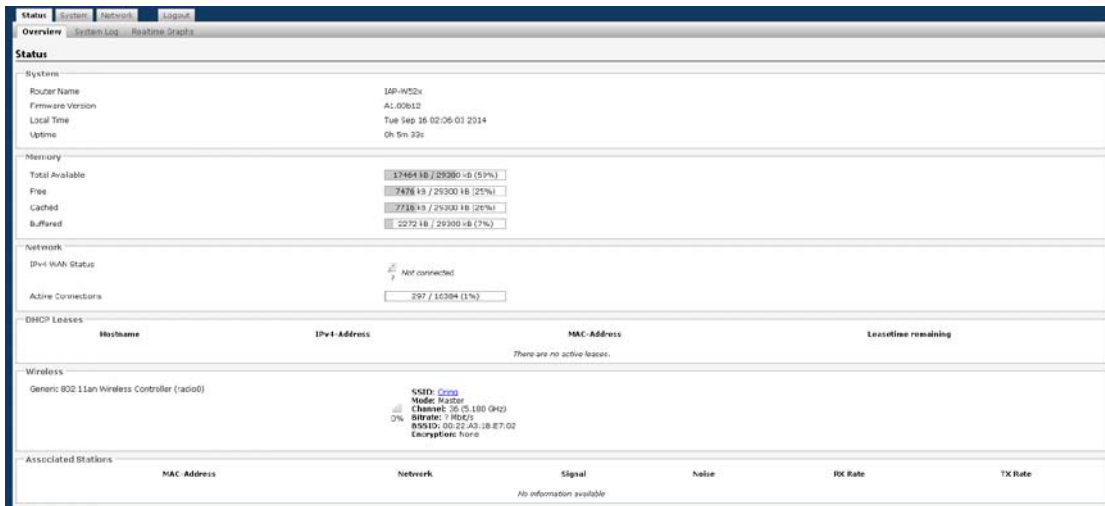 Status System Network Logout
Overview System Log Realtime Graphs
Status
System
Router Name IAP-W52x
Firmware Version A1.00b12
Local Time Tue Sep 16 02:06:03 2014
Uptime 0h 5m 33s
Memory
Total Available 17464 kB / 29300 kB (59%)
Free 7476 kB / 29300 kB (25%)
Cached 7716 kB / 29300 kB (26%)
Buffered 2272 kB / 29300 kB (7%)
Network
IPv4 WAN Status ? Not connected
Active Connections 297 / 16384 (1%)
DHCP Leases
Hostname IPv4-Address MAC-Address Leasetime remaining
There are no active leases.
Wireless
Generic 802.11an Wireless Controller (radio0)
SSID:
Mode: Master
Channel: 36 (5.180 GHz)
0% Bitrate: ? Mbit/s
BSSID: 00:22:A3:18:E7:02
Encryption: None
Associated Stations
MAC-Address Network Signal Noise RX Rate TX Rate
No information available